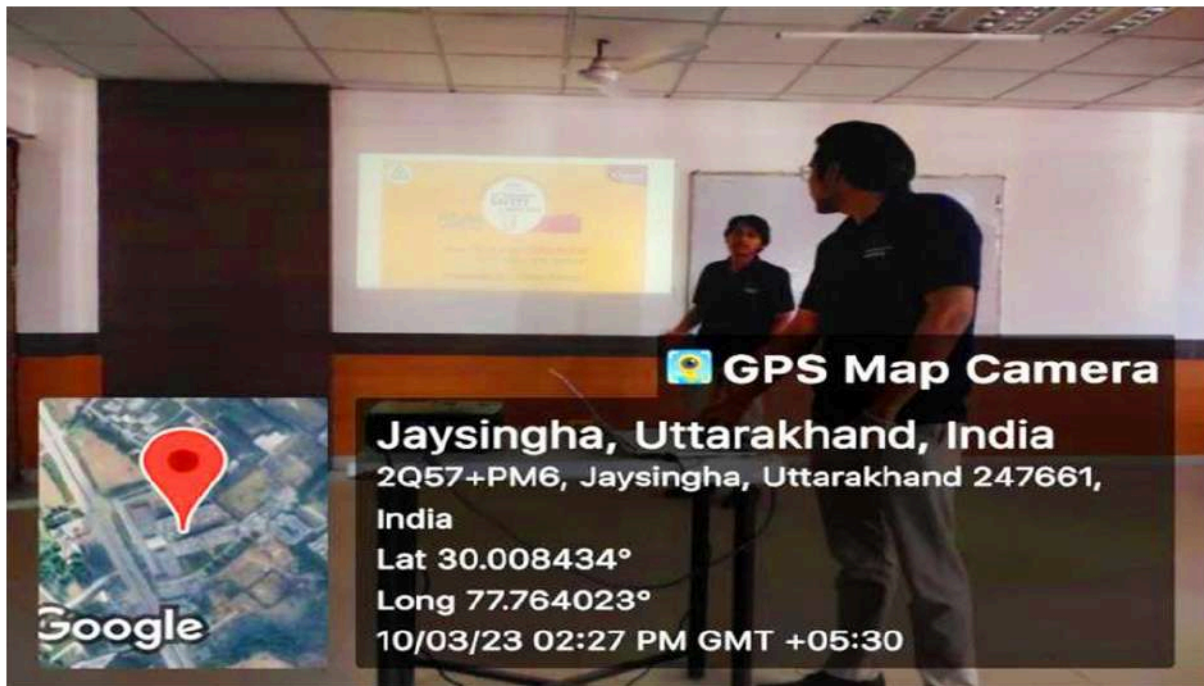 SAFETY
GPS Map Camera
Jaysingha, Uttarakhand, India
2Q57+PM6, Jaysingha, Uttarakhand 247661,
India
Lat 30.008434°
Long 77.764023°
10/03/23 02:27 PM GMT +05:30
Google